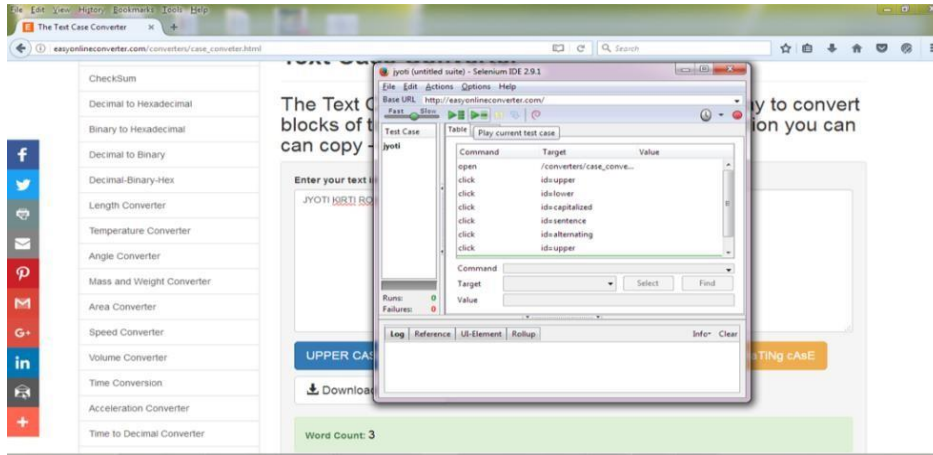 File Edit View History Bookmarks Tools Help
The Text Case Converter × +
easyonlineconverter.com/converters/case_conveter.html
Search
CheckSum
Decimal to Hexadecimal
Binary to Hexadecimal
Decimal to Binary
Decimal-Binary-Hex
Length Converter
Temperature Converter
Angle Converter
Mass and Weight Converter
Area Converter
Speed Converter
Volume Converter
Time Conversion
Acceleration Converter
Time to Decimal Converter
The Text C
y to convert
blocks of t
ion you can
can copy -
Enter your text i
JYOTI KIRTI RO
UPPER CAS
aTiNg cAsE
Downloa
Word Count: 3
jyoti (untitled suite) - Selenium IDE 2.9.1
File Edit Actions Options Help
Base URL http://easyonlineconverter.com/
Fast Slow
Test Case
jyoti
Table
Play current test case
Command Target Value
open /converters/case_conve...
click id=upper
click id=lower
click id=capitalized
click id=sentence
click id=alternating
click id=upper
Command
Target Select Find
Value
Runs: 0
Failures: 0
Log Reference UI-Element Rollup Info Clear